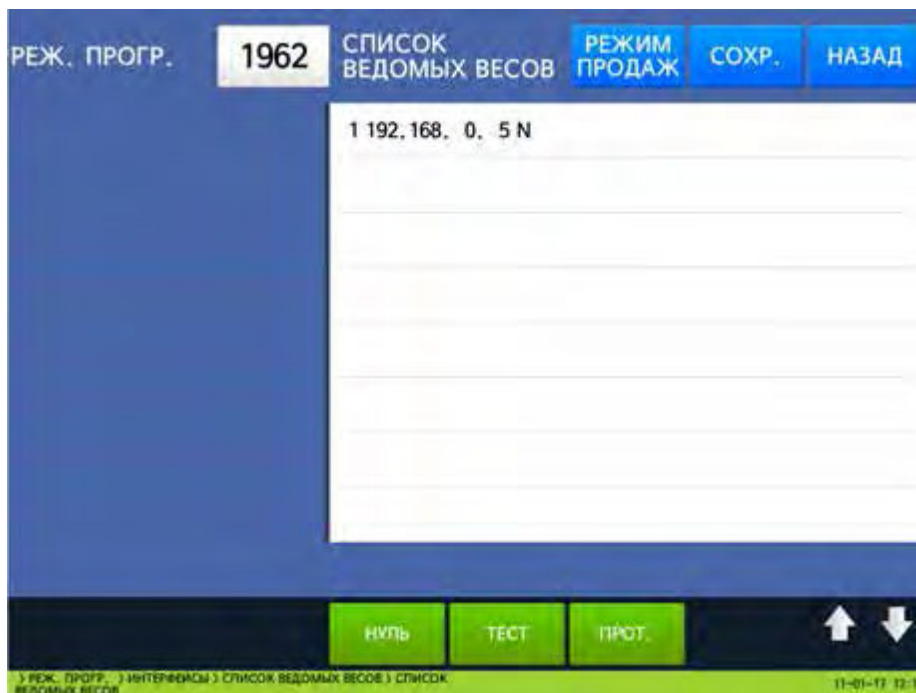 РЕЖ. ПРОГР.
1962
СПИСОК
ВЕДОМЫХ ВЕСОВ
РЕЖИМ
ПРОДАЖ
СОХР.
НАЗАД
1 192.168. 0. 5 N
НУЛЬ
ТЕСТ
ПРОТ.
> РЕЖ. ПРОГР. > ИНТЕРФЕЙСЫ > СПИСОК ВЕДОМЫХ ВЕСОВ > СПИСОК
ВЕДОМЫХ ВЕСОВ